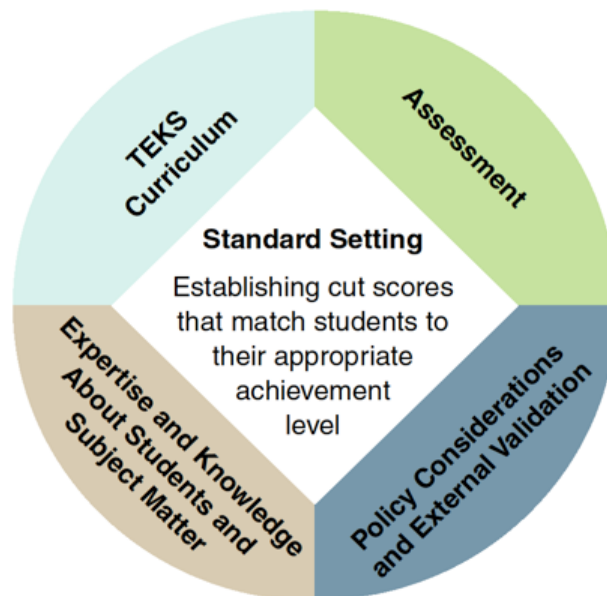 TEKS
Curriculum
Assessment
Standard Setting
Establishing cut scores
that match students to
their appropriate
achievement
level
Expertise and Knowledge
About Students and
Subject Matter
Policy Considerations
and External Validation